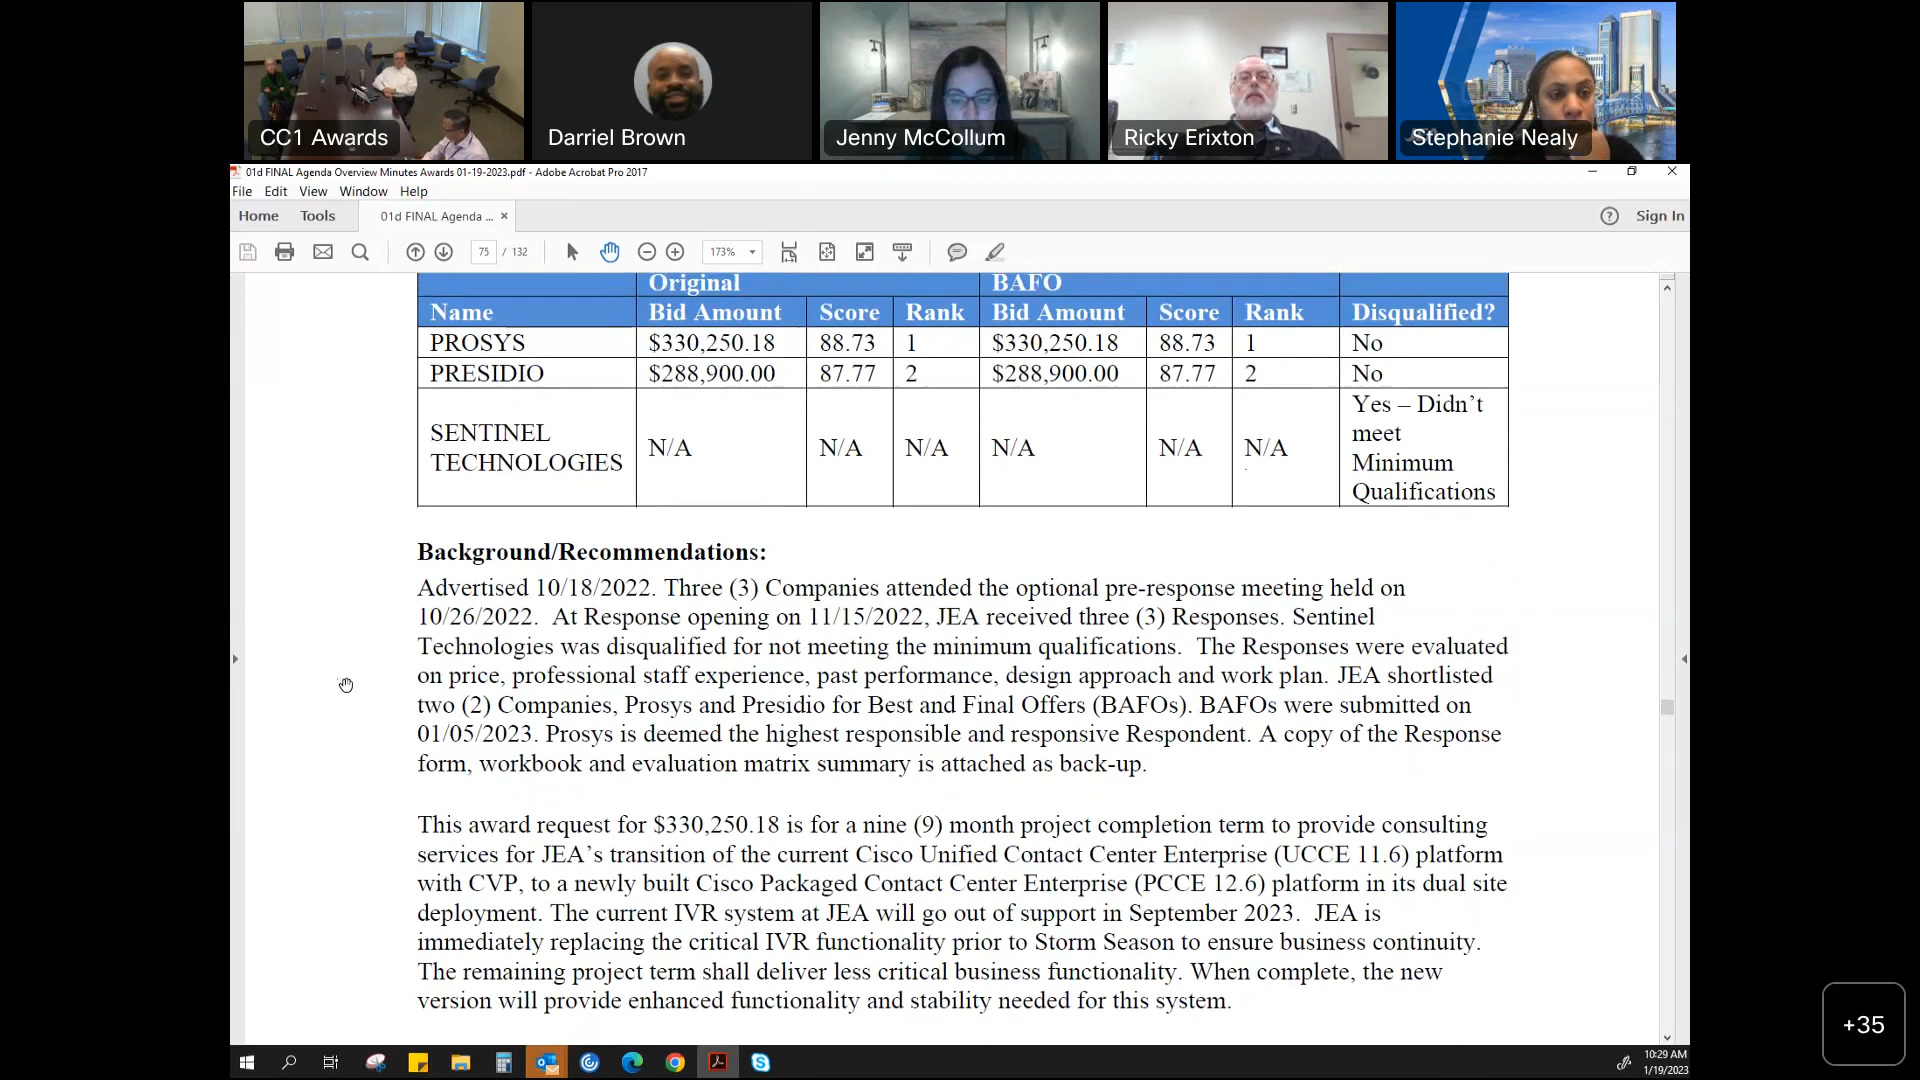 CC1 Awards
Darriel Brown
Jenny McCollum
Ricky Erixton
Stephanie Nealy
01d FINAL Agenda Overview Minutes Awards 01-19-2023.pdf - Adobe Acrobat Pro 2017
File Edit View Window Help
Home Tools 01d FINAL Agenda ... × Sign In
75 / 132 173%
Original BAFO
Name Bid Amount Score Rank Bid Amount Score Rank Disqualified?
PROSYS $330,250.18 88.73 1 $330,250.18 88.73 1 No
PRESIDIO $288,900.00 87.77 2 $288,900.00 87.77 2 No
SENTINEL TECHNOLOGIES N/A N/A N/A N/A N/A N/A Yes – Didn’t meet Minimum Qualifications
Background/Recommendations:
Advertised 10/18/2022. Three (3) Companies attended the optional pre-response meeting held on
10/26/2022.  At Response opening on 11/15/2022, JEA received three (3) Responses. Sentinel
Technologies was disqualified for not meeting the minimum qualifications.  The Responses were evaluated
on price, professional staff experience, past performance, design approach and work plan. JEA shortlisted
two (2) Companies, Prosys and Presidio for Best and Final Offers (BAFOs). BAFOs were submitted on
01/05/2023. Prosys is deemed the highest responsible and responsive Respondent. A copy of the Response
form, workbook and evaluation matrix summary is attached as back-up.
This award request for $330,250.18 is for a nine (9) month project completion term to provide consulting
services for JEA’s transition of the current Cisco Unified Contact Center Enterprise (UCCE 11.6) platform
with CVP, to a newly built Cisco Packaged Contact Center Enterprise (PCCE 12.6) platform in its dual site
deployment. The current IVR system at JEA will go out of support in September 2023.  JEA is
immediately replacing the critical IVR functionality prior to Storm Season to ensure business continuity.
The remaining project term shall deliver less critical business functionality. When complete, the new
version will provide enhanced functionality and stability needed for this system.
+35
10:29 AM
1/19/2023